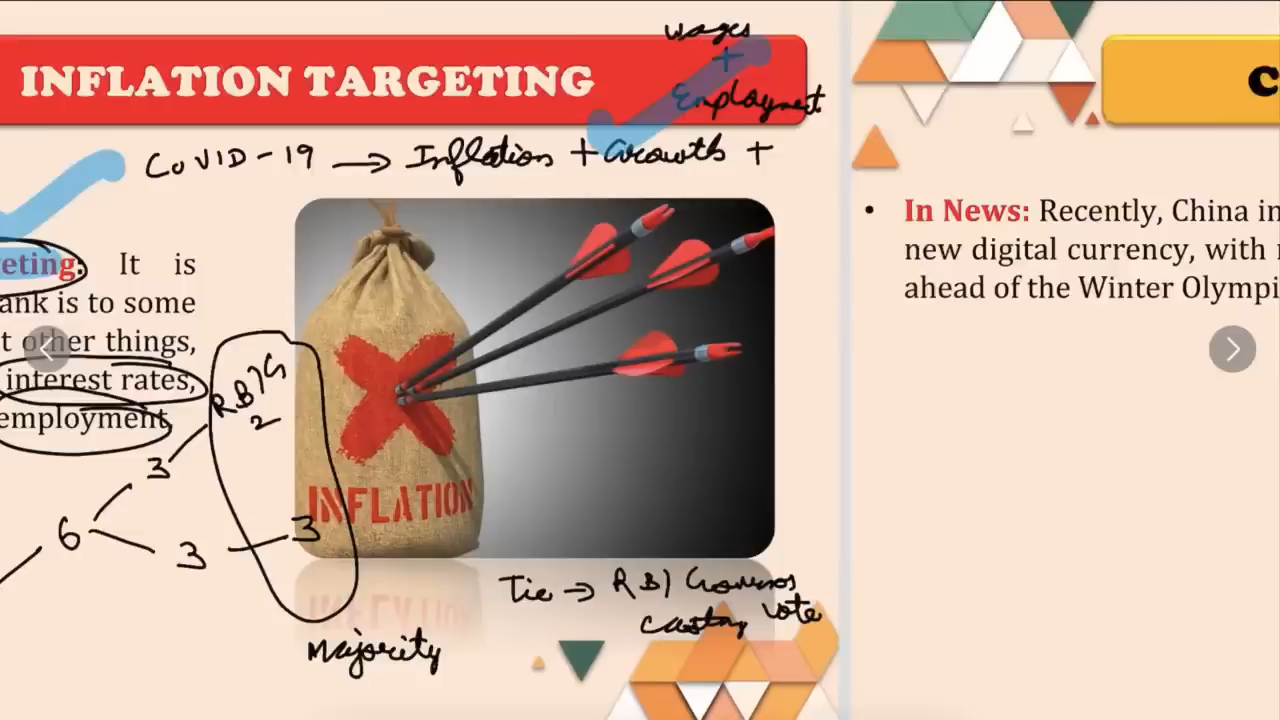 wages
+
Employment
INFLATION TARGETING
COVID-19 → Inflation + Growth +
geting: It is
ank is to some
t other things,
interest rates,
employment
RBI G
2
3
6
3
3
INFLATION
Tie → RBI Governos
casting vote
Majority
C
• In News: Recently, China in
new digital currency, with
ahead of the Winter Olympi